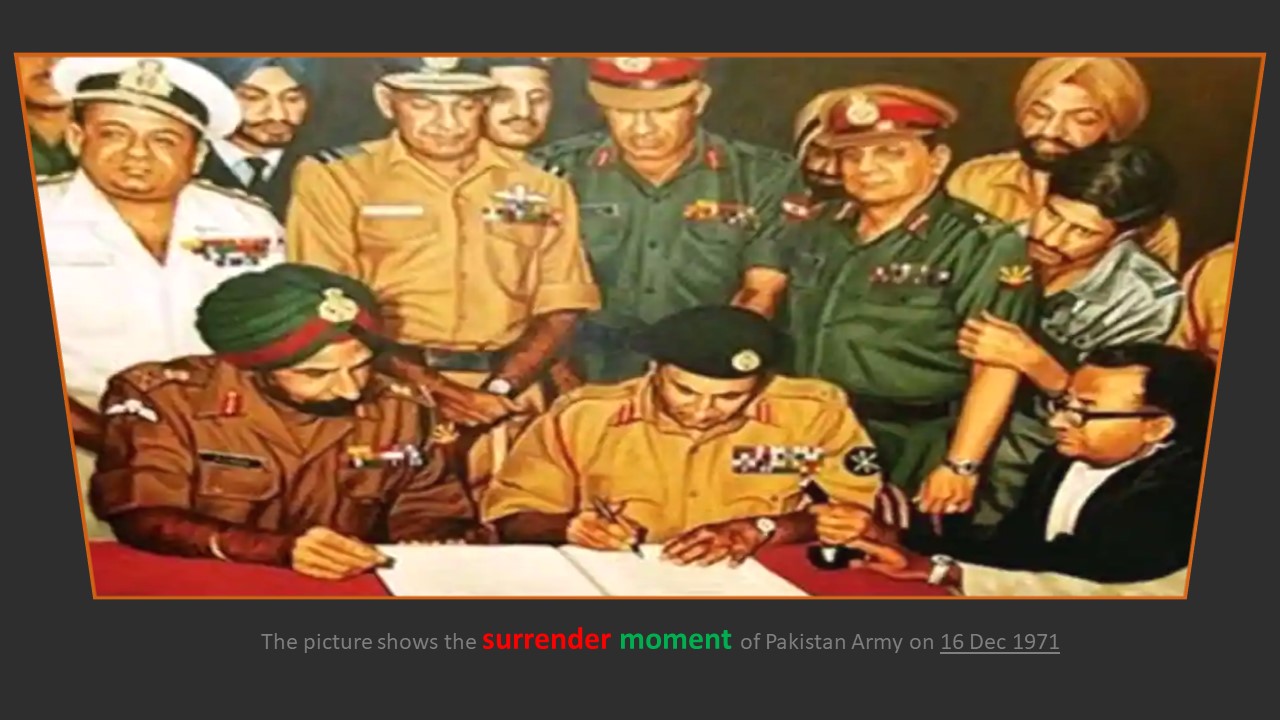 The picture shows the surrender moment of Pakistan Army on 16 Dec 1971